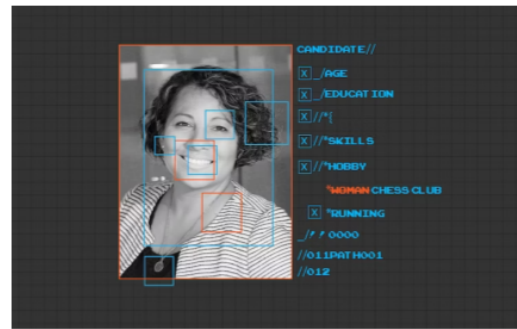 CANDIDATE//
X _/AGE
X _/EDUCATION
X //*[
X //*SKILLS
X //*HOBBY
*WOMAN CHESS CLUB
X *RUNNING
_/// 0000
//011PATH001
//012